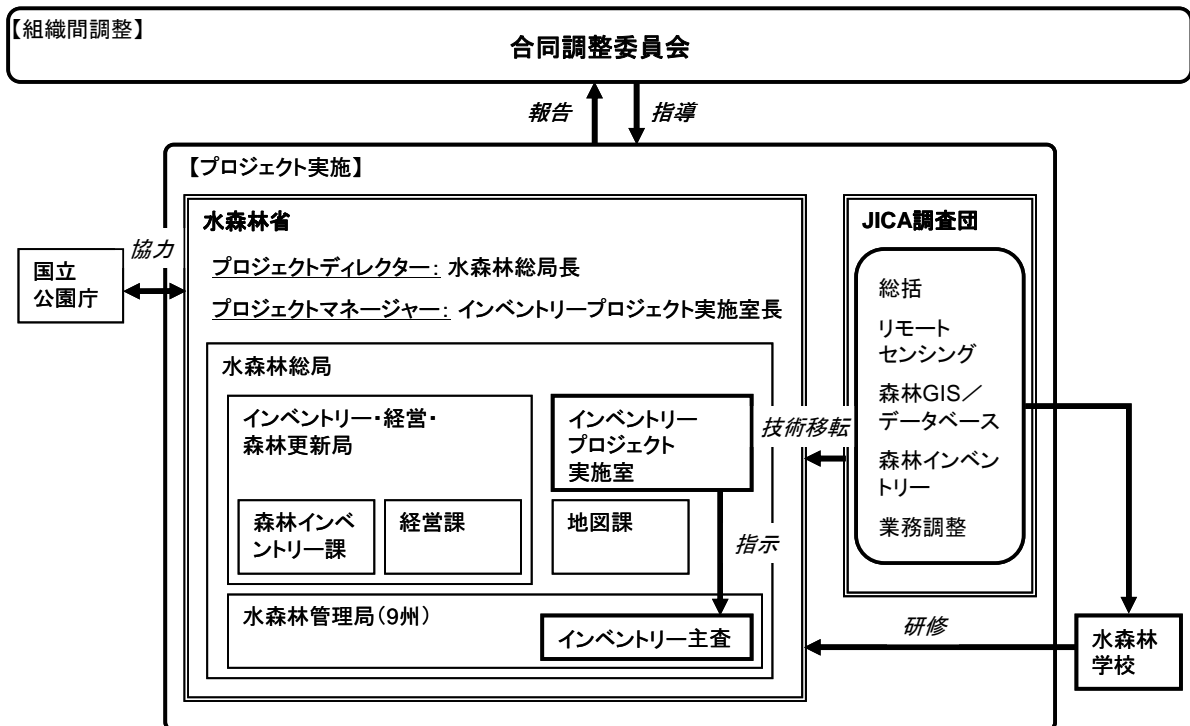 【組織間調整】
合同調整委員会
報告
指導
【プロジェクト実施】
水森林省
プロジェクトディレクター: 水森林総局長
プロジェクトマネージャー: インベントリープロジェクト実施室長
協力
国立
公園庁
水森林総局
インベントリー・経営・
森林更新局
森林インベ
ントリー課
経営課
インベントリー
プロジェクト
実施室
地図課
指示
水森林管理局(9州)
インベントリー主査
技術移転
JICA調査団
総括
リモート
センシング
森林GIS/
データベース
森林インベン
トリー
業務調整
研修
水森林
学校